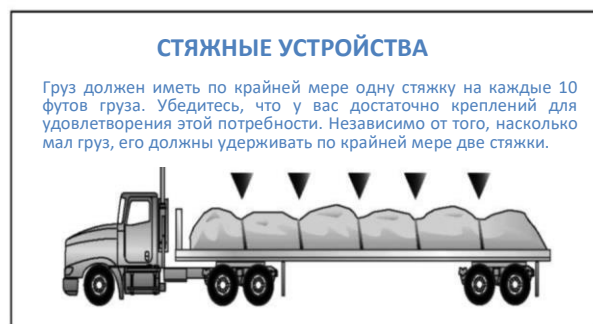 СТЯЖНЫЕ УСТРОЙСТВА
Груз должен иметь по крайней мере одну стяжку на каждые 10
футов груза. Убедитесь, что у вас достаточно креплений для
удовлетворения этой потребности. Независимо от того, насколько
мал груз, его должны удерживать по крайней мере две стяжки.